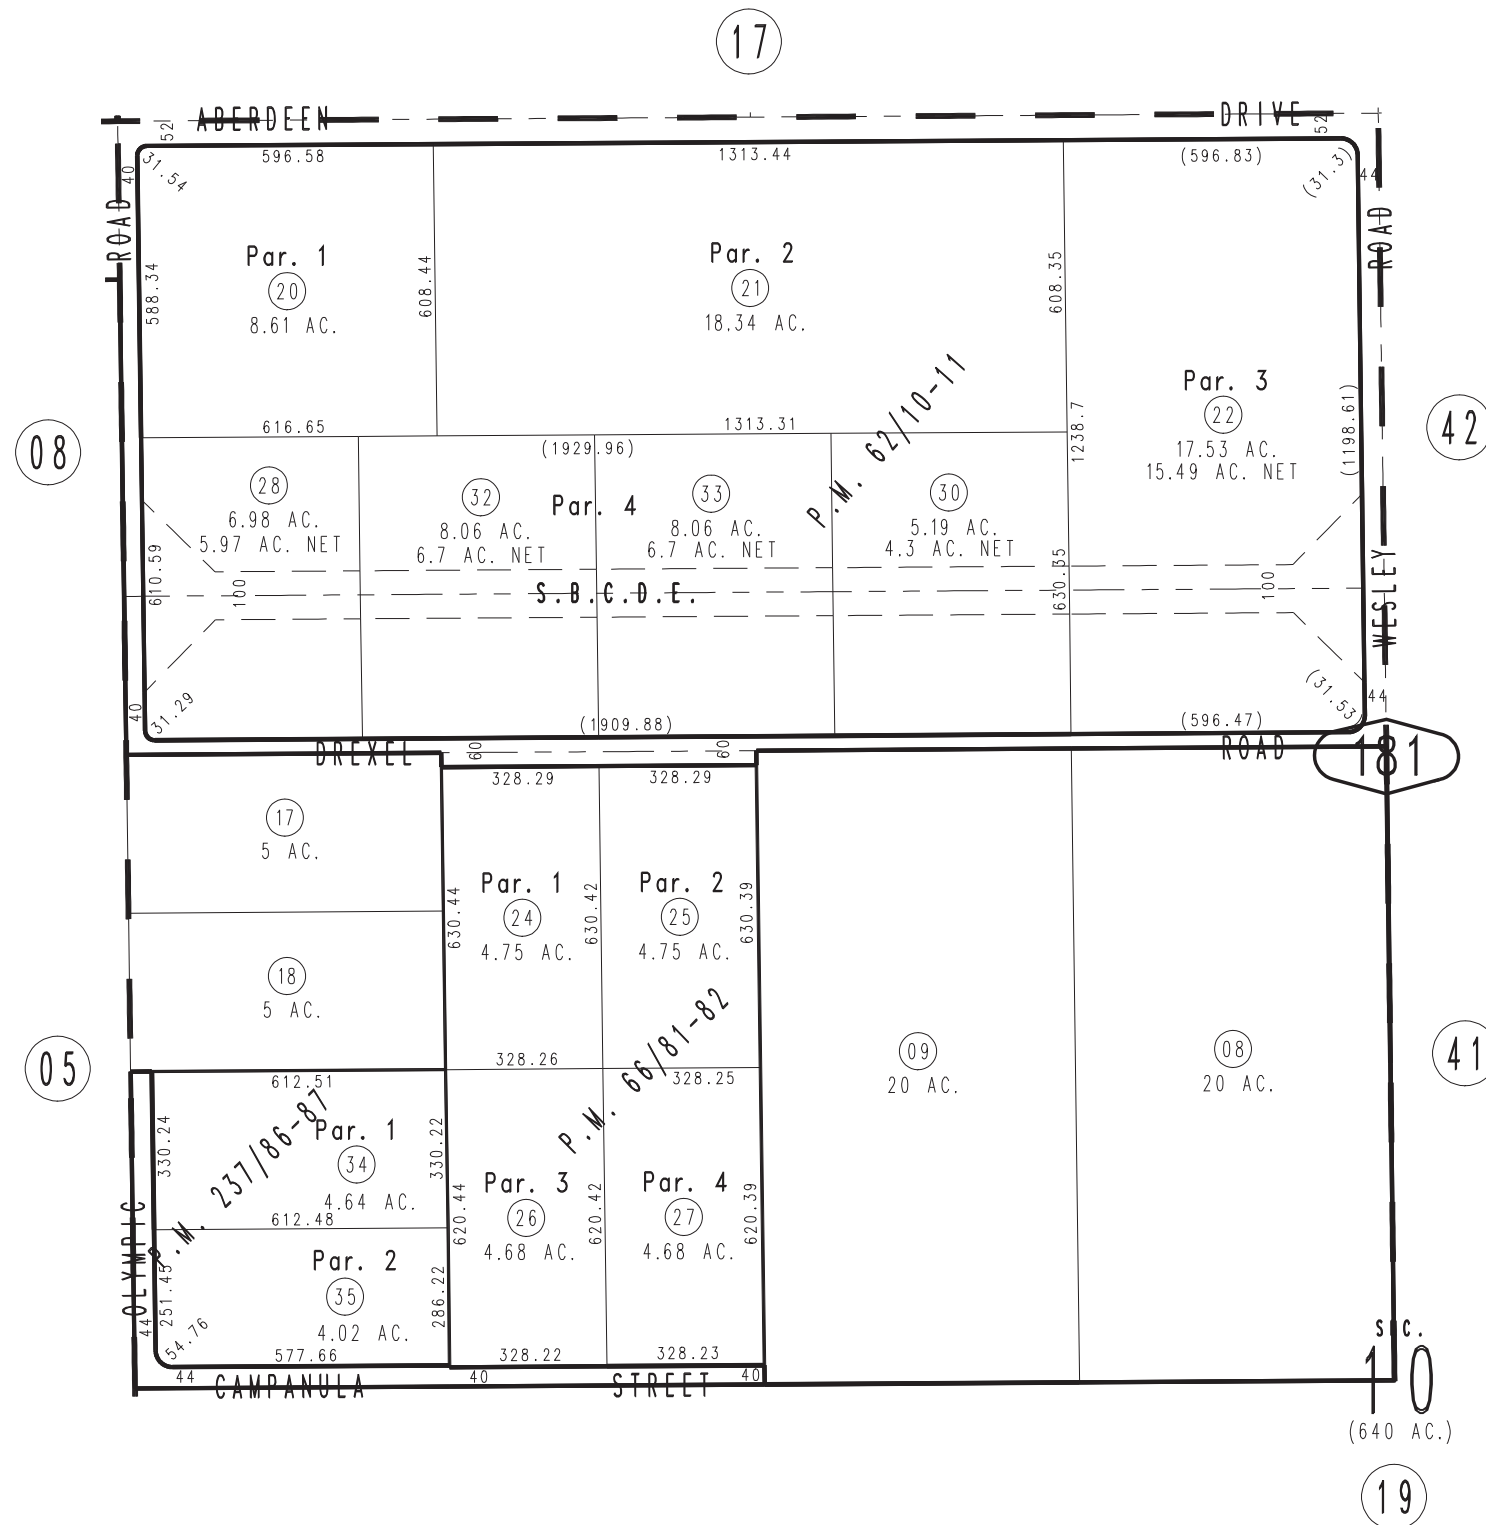 17
ABERDEEN DRIVE
52
52
596.58
1313.44
(596.83)
31.54
(31.3)
40
44
ROAD
ROAD
Par. 1
20
8.61 AC.
588.34
608.44
Par. 2
21
18.34 AC.
608.35
Par. 3
22
17.53 AC.
15.49 AC. NET
(1198.61)
1238.7
P.M. 62/10-11
616.65
1313.31
(1929.96)
08
42
28
6.98 AC.
5.97 AC. NET
32
8.06 AC.
6.7 AC. NET
Par. 4
33
8.06 AC.
6.7 AC. NET
30
5.19 AC.
4.3 AC. NET
610.59
100
S.B.C.D.E.
630.35
100
WESLEY
31.29
40
(1909.88)
(596.47)
(31.53)
44
DREXEL ROAD
60
60
181
328.29
328.29
17
5 AC.
Par. 1
24
4.75 AC.
630.44
630.42
Par. 2
25
4.75 AC.
630.39
18
5 AC.
P.M. 66/81-82
328.26
328.25
05
41
09
20 AC.
08
20 AC.
612.51
P.M. 237/86-87
330.24
Par. 1
34
4.64 AC.
330.22
612.48
Par. 3
26
4.68 AC.
620.44
620.42
Par. 4
27
4.68 AC.
620.39
OLYMPIC
Par. 2
35
4.02 AC.
251.45
286.22
44
54.76
577.66
328.22
328.23
44
40
40
CAMPANULA STREET
10
(640 AC.)
19